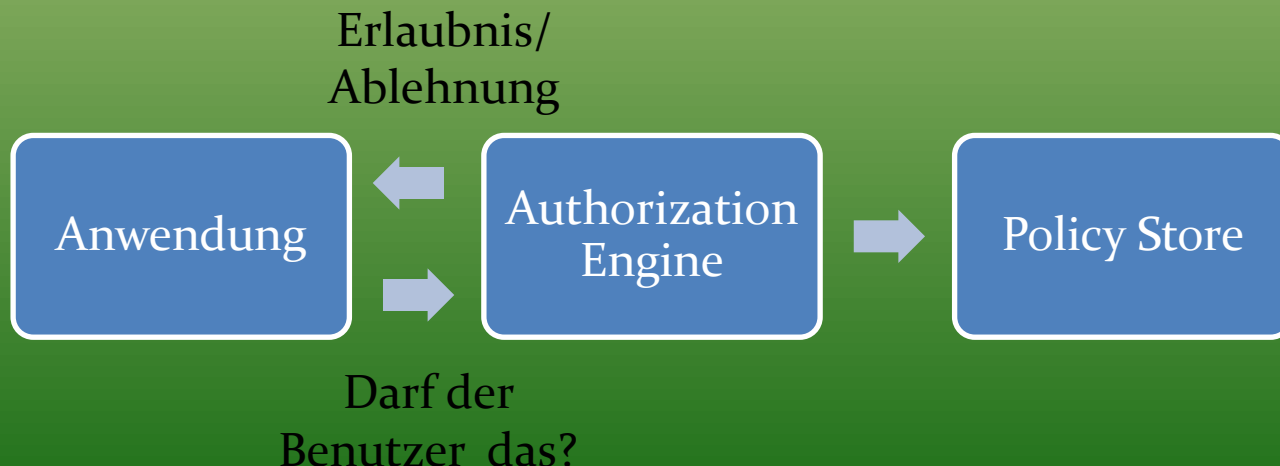 Erlaubnis/
Ablehnung
Anwendung
Authorization
Engine
Policy Store
Darf der
Benutzer das?